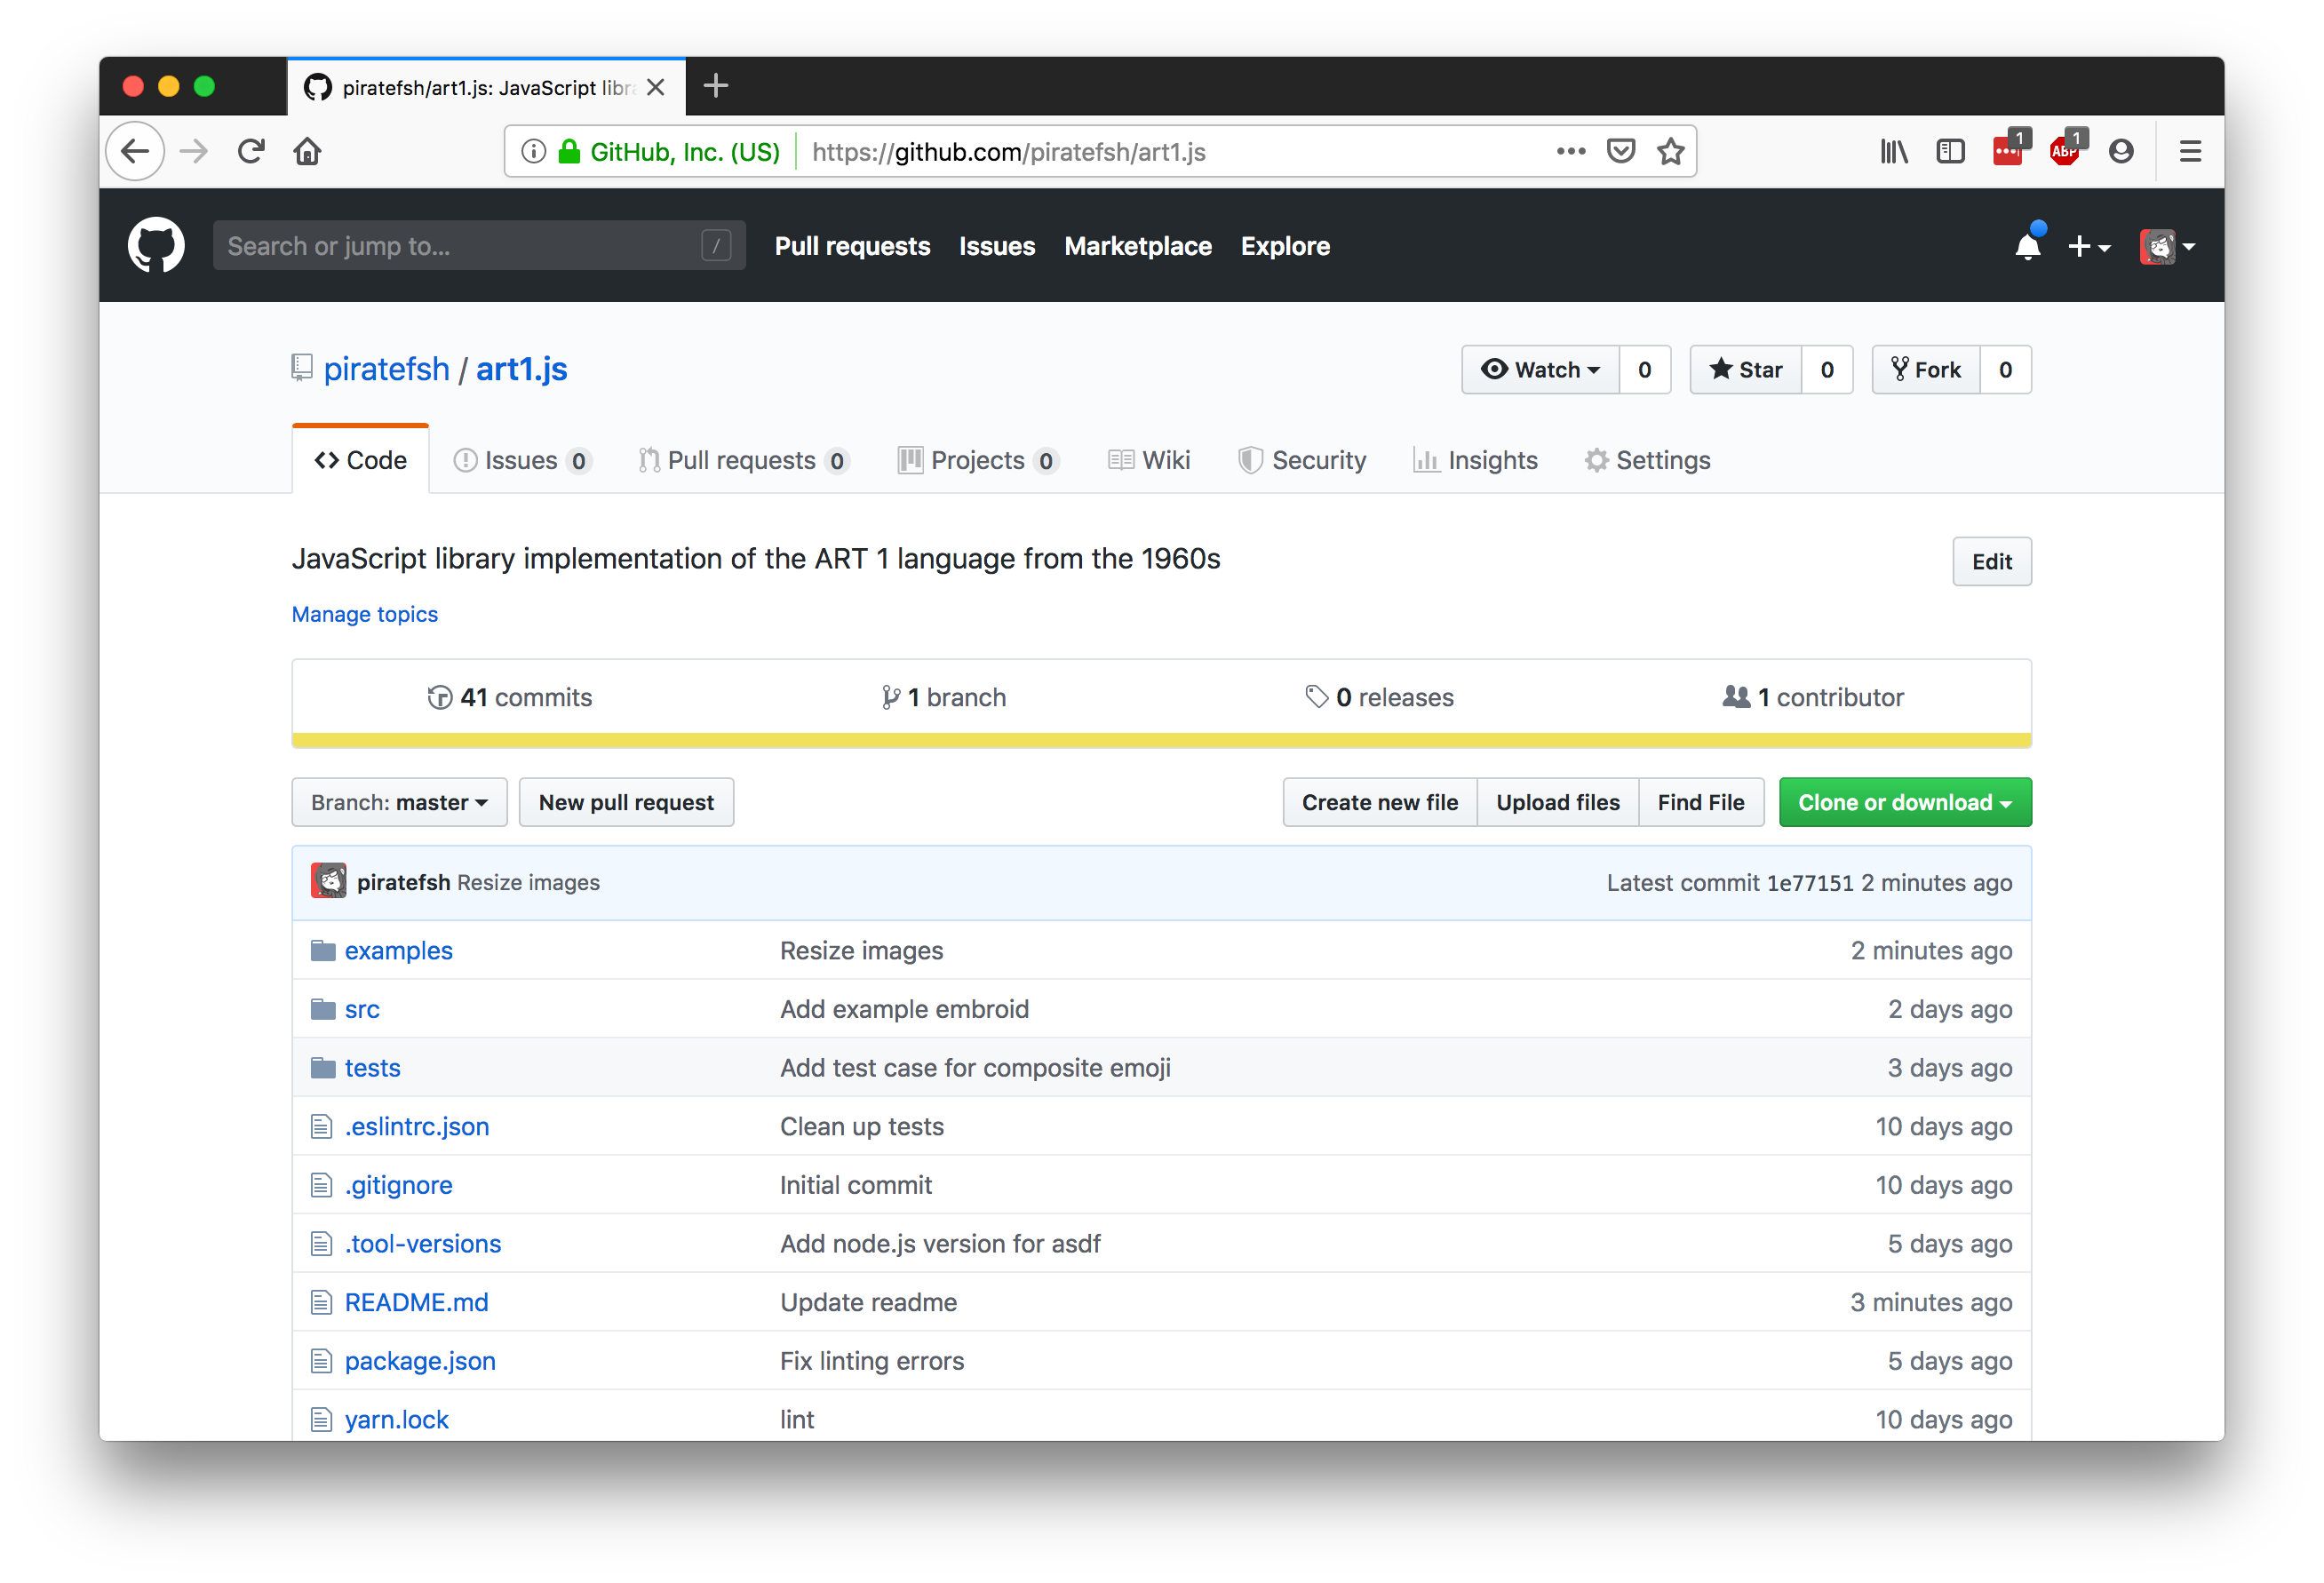 piratefsh/art1.js: JavaScript libr
GitHub, Inc. (US) https://github.com/piratefsh/art1.js
1
ABP 1
Search or jump to... / Pull requests Issues Marketplace Explore
piratefsh / art1.js
Watch 0 Star 0 Fork 0
Code Issues 0 Pull requests 0 Projects 0 Wiki Security Insights Settings
JavaScript library implementation of the ART 1 language from the 1960s
Edit
Manage topics
41 commits 1 branch 0 releases 1 contributor
Branch: master New pull request Create new file Upload files Find File Clone or download
piratefsh Resize images Latest commit 1e77151 2 minutes ago
examples Resize images 2 minutes ago
src Add example embroid 2 days ago
tests Add test case for composite emoji 3 days ago
.eslintrc.json Clean up tests 10 days ago
.gitignore Initial commit 10 days ago
.tool-versions Add node.js version for asdf 5 days ago
README.md Update readme 3 minutes ago
package.json Fix linting errors 5 days ago
yarn.lock lint 10 days ago